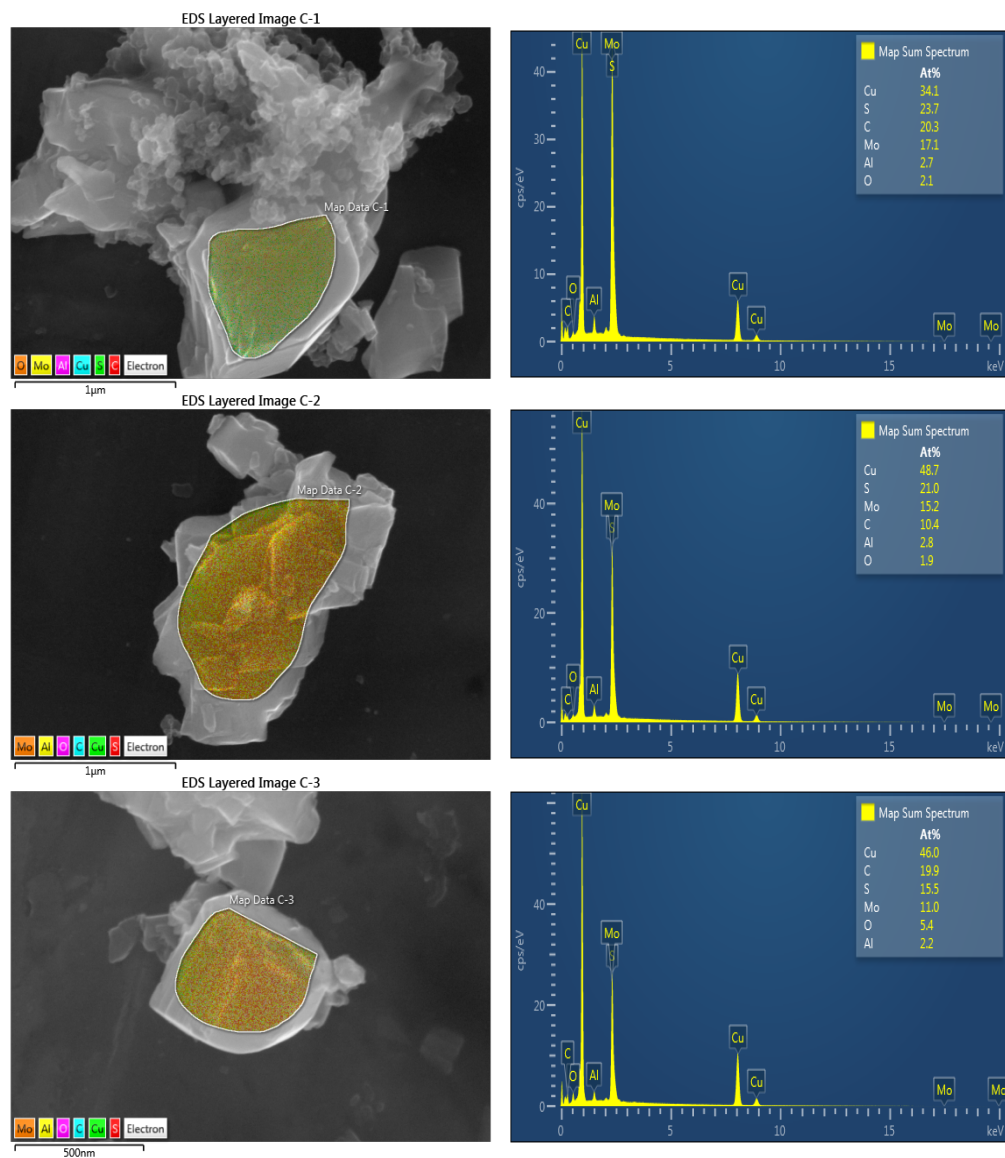 EDS Layered Image C-1
Map Data C-1
O Mo Al Cu S C Electron
1μm
cps/eV
40
30
20
10
0
Cu Mo
S
O
C Al
Cu
Cu
Mo Mo
0 5 10 15 keV
Map Sum Spectrum
At%
Cu 34.1
S 23.7
C 20.3
Mo 17.1
Al 2.7
O 2.1
EDS Layered Image C-2
Map Data C-2
Mo Al O C Cu S Electron
1μm
cps/eV
40
20
0
Cu
Mo
S
O
C Al
Cu
Cu
Mo Mo
0 5 10 15 keV
Map Sum Spectrum
At%
Cu 48.7
S 21.0
Mo 15.2
C 10.4
Al 2.8
O 1.9
EDS Layered Image C-3
Map Data C-3
Mo Al O C Cu S Electron
500nm
cps/eV
40
20
0
Cu
Mo
S
C
O Al
Cu
Cu
Mo Mo
0 5 10 15 keV
Map Sum Spectrum
At%
Cu 46.0
C 19.9
S 15.5
Mo 11.0
O 5.4
Al 2.2